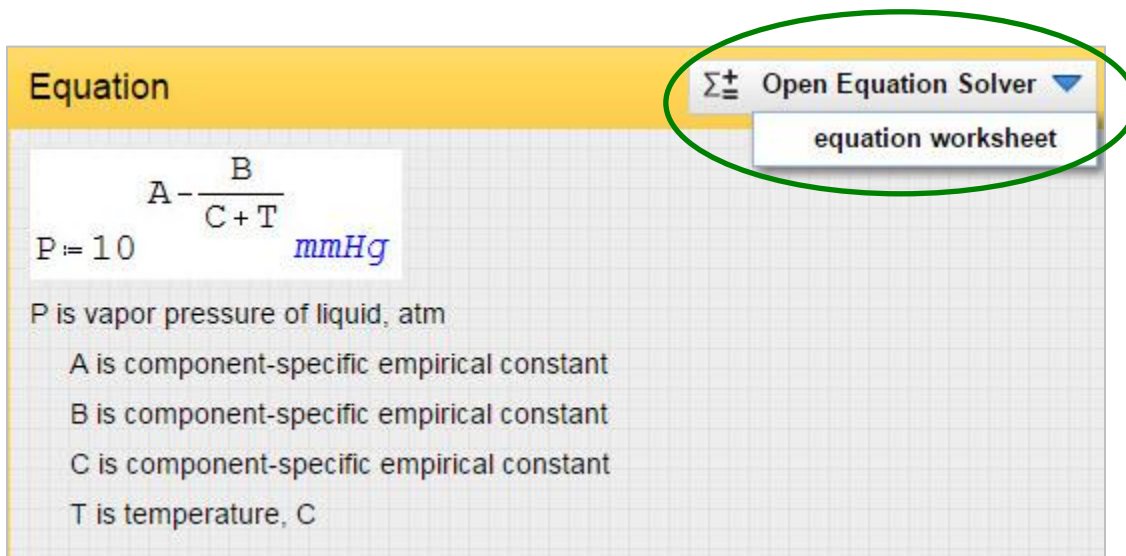 Equation
Σ± Open Equation Solver
equation worksheet
P ≔ 10^(A - B/(C + T)) mmHg
P is vapor pressure of liquid, atm
A is component-specific empirical constant
B is component-specific empirical constant
C is component-specific empirical constant
T is temperature, C